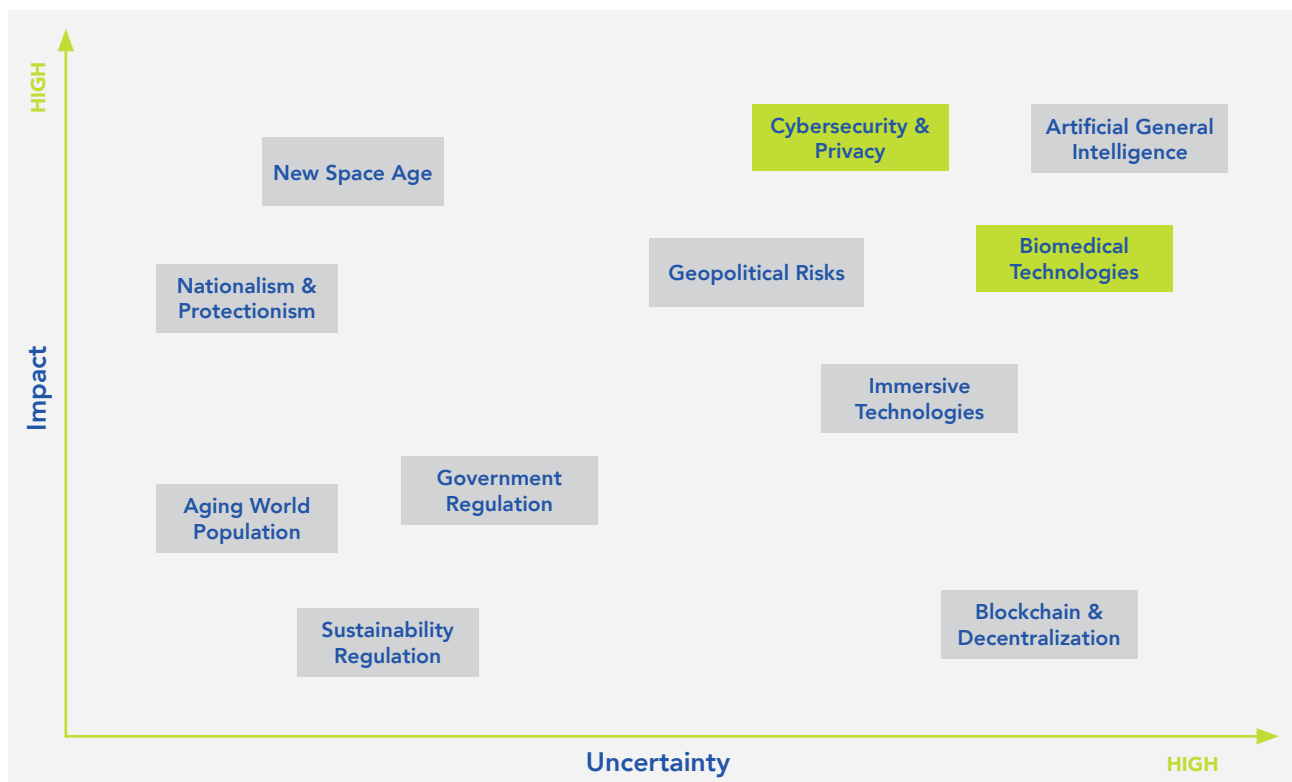 HIGH
Cybersecurity &
Privacy
Artificial General
Intelligence
New Space Age
Biomedical
Technologies
Geopolitical Risks
Nationalism &
Protectionism
Impact
Immersive
Technologies
Government
Regulation
Aging World
Population
Blockchain &
Decentralization
Sustainability
Regulation
Uncertainty
HIGH